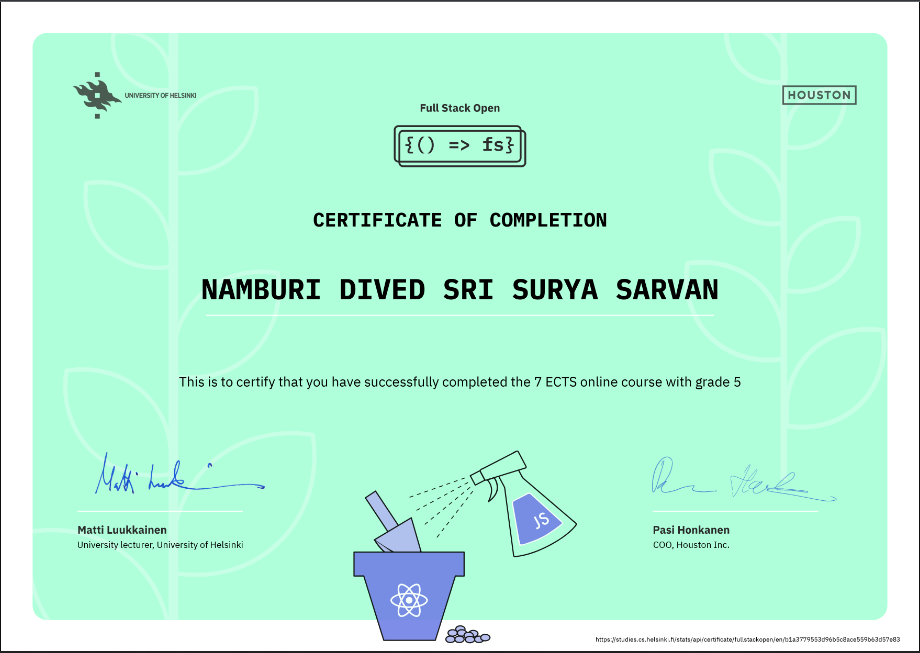 UNIVERSITY OF HELSINKI
HOUSTON
Full Stack Open
{() => fs}
CERTIFICATE OF COMPLETION
NAMBURI DIVED SRI SURYA SARVAN
This is to certify that you have successfully completed the 7 ECTS online course with grade 5
JS
Matti Luukkainen
University lecturer, University of Helsinki
Pasi Honkanen
COO, Houston Inc.
https://studies.cs.helsinki.fi/stats/api/certificate/fullstackopen/en/b1a3779553d96b5c8ace559b63d57e83